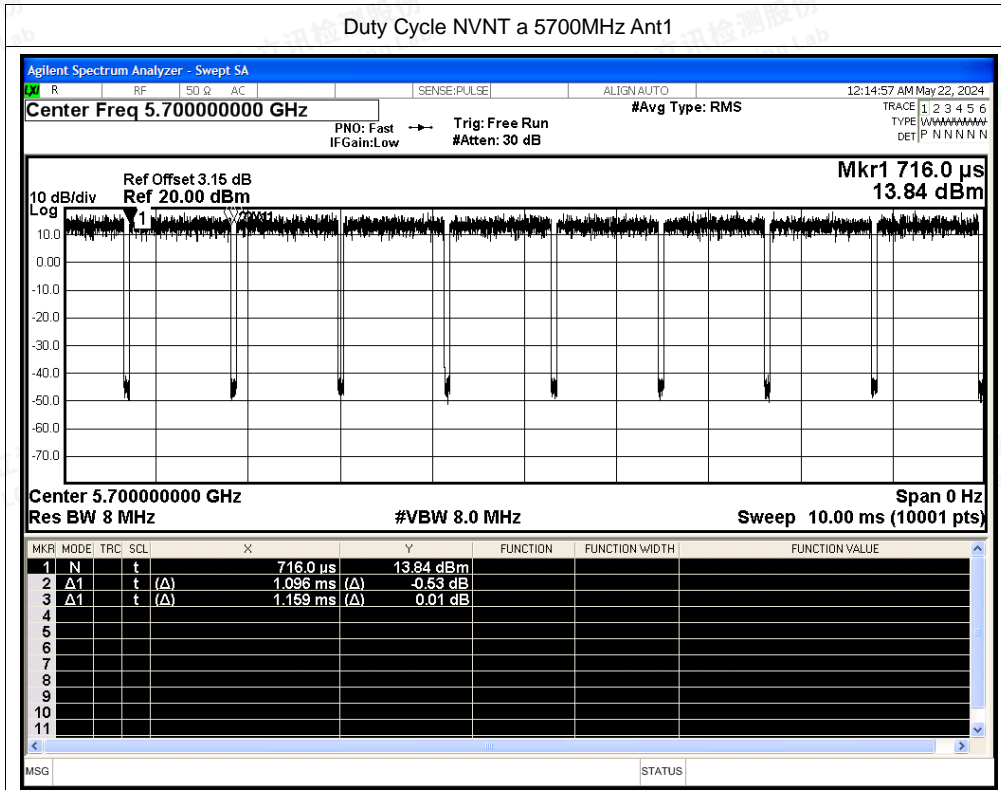 Duty Cycle NVNT a 5700MHz Ant1
Agilent Spectrum Analyzer - Swept SA
LXI R RF 50 Ω AC SENSE:PULSE ALIGN AUTO 12:14:57 AM May 22, 2024
Center Freq 5.700000000 GHz #Avg Type: RMS TRACE 1 2 3 4 5 6
PNO: Fast Trig: Free Run TYPE
IFGain:Low #Atten: 30 dB DET P N N N N N
Mkr1 716.0 µs
Ref Offset 3.15 dB
10 dB/div Ref 20.00 dBm 13.84 dBm
Log
1
10.0
0.00
-10.0
-20.0
-30.0
-40.0
-50.0
-60.0
-70.0
Center 5.700000000 GHz Span 0 Hz
Res BW 8 MHz #VBW 8.0 MHz Sweep 10.00 ms (10001 pts)
MKR MODE TRC SCL X Y FUNCTION FUNCTION WIDTH FUNCTION VALUE
1 N t 716.0 µs 13.84 dBm
2 Δ1 t (Δ) 1.096 ms (Δ) -0.53 dB
3 Δ1 t (Δ) 1.159 ms (Δ) 0.01 dB
4
5
6
7
8
9
10
11
MSG STATUS